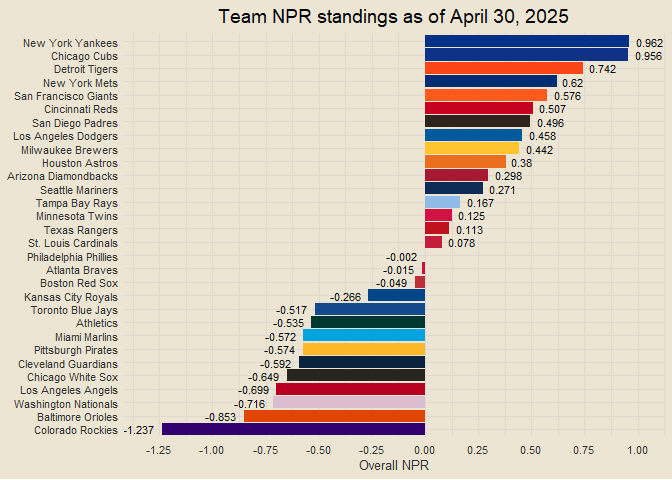 Team NPR standings as of April 30, 2025
New York Yankees 0.962
Chicago Cubs 0.956
Detroit Tigers 0.742
New York Mets 0.62
San Francisco Giants 0.576
Cincinnati Reds 0.507
San Diego Padres 0.496
Los Angeles Dodgers 0.458
Milwaukee Brewers 0.442
Houston Astros 0.38
Arizona Diamondbacks 0.298
Seattle Mariners 0.271
Tampa Bay Rays 0.167
Minnesota Twins 0.125
Texas Rangers 0.113
St. Louis Cardinals 0.078
Philadelphia Phillies -0.002
Atlanta Braves -0.015
Boston Red Sox -0.049
Kansas City Royals -0.266
Toronto Blue Jays -0.517
Athletics -0.535
Miami Marlins -0.572
Pittsburgh Pirates -0.574
Cleveland Guardians -0.592
Chicago White Sox -0.649
Los Angeles Angels -0.699
Washington Nationals -0.716
Baltimore Orioles -0.853
Colorado Rockies -1.237
-1.25 -1.00 -0.75 -0.50 -0.25 0.00 0.25 0.50 0.75 1.00
Overall NPR